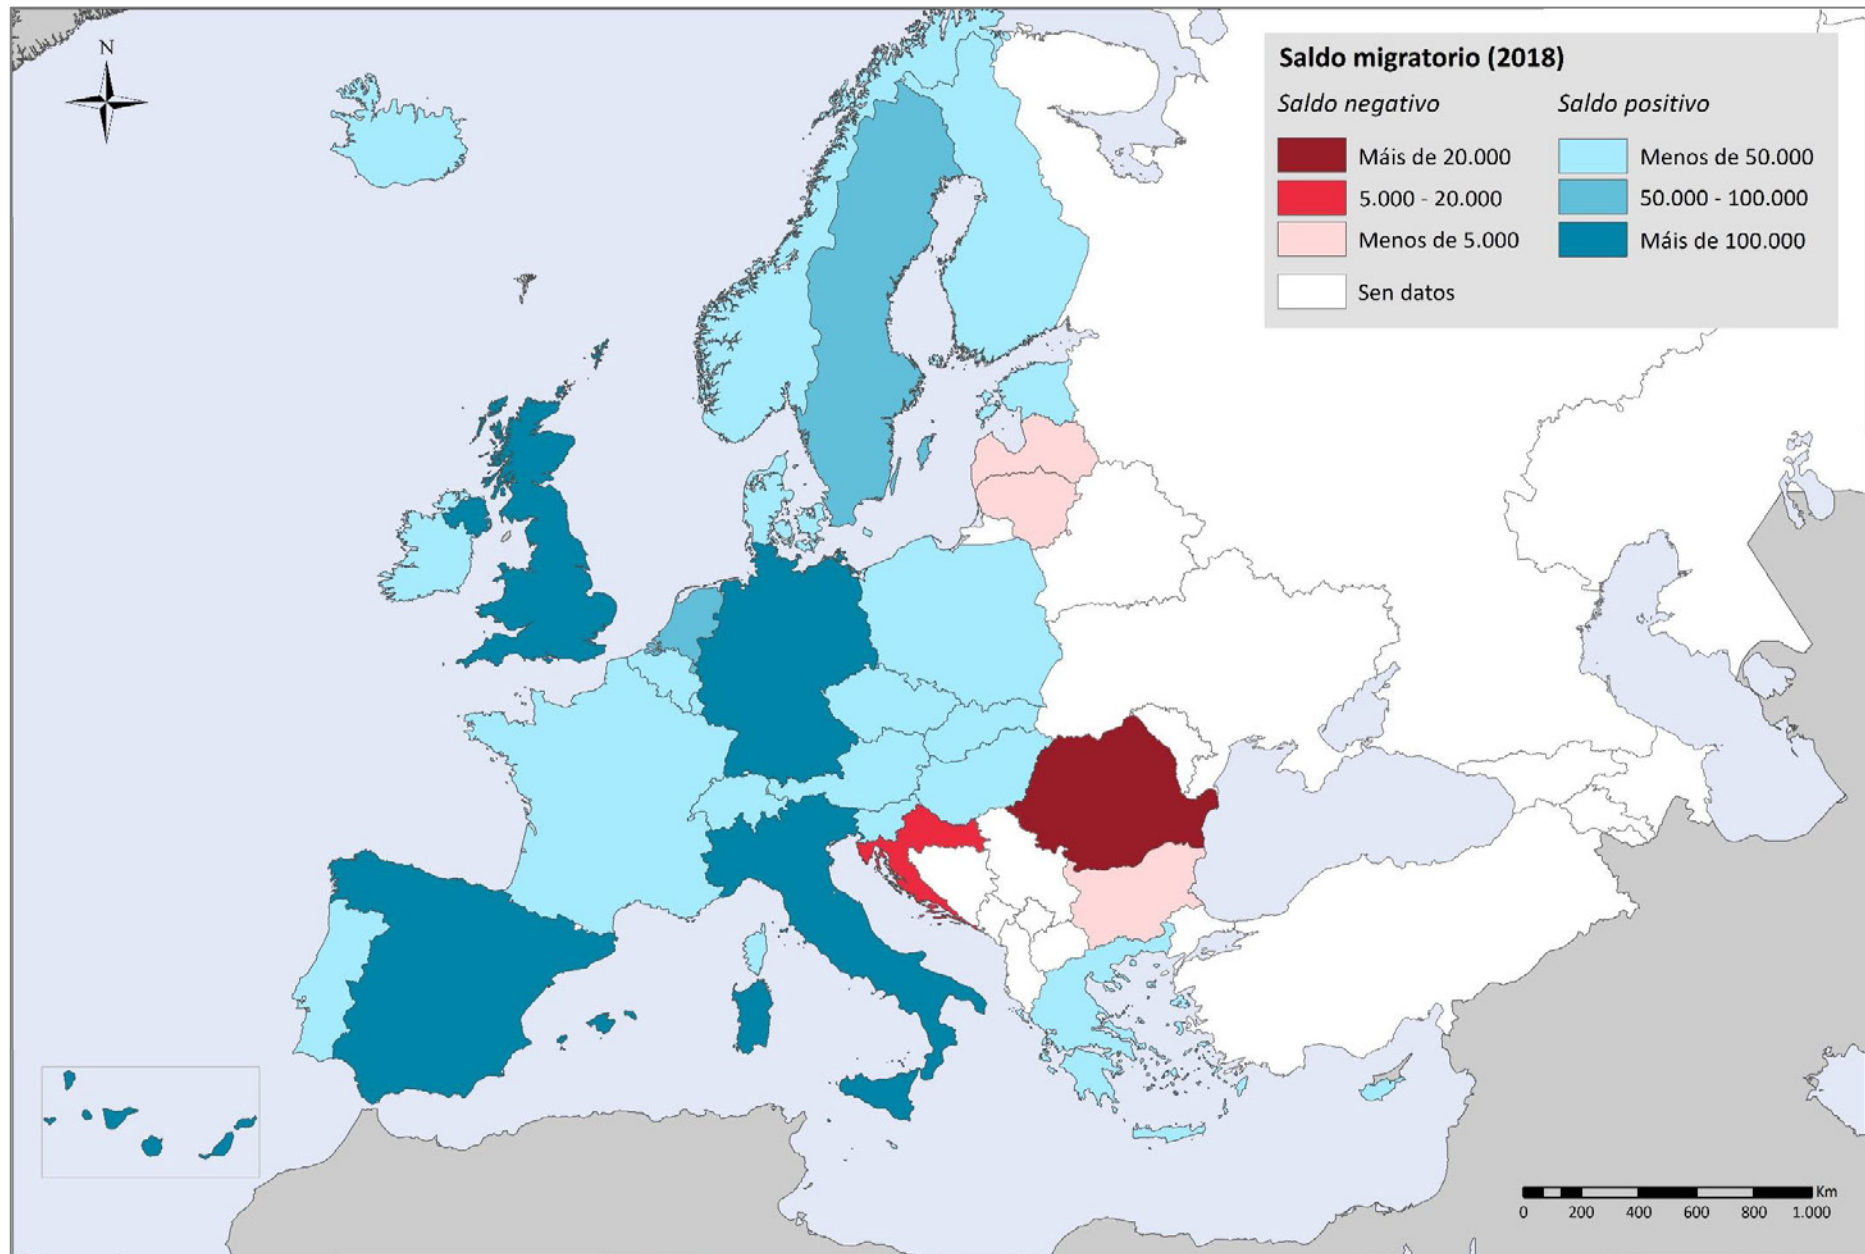 N
Saldo migratorio (2018)
Saldo negativo
Máis de 20.000
5.000 - 20.000
Menos de 5.000
Sen datos
Saldo positivo
Menos de 50.000
50.000 - 100.000
Máis de 100.000
Km
0 200 400 600 800 1.000